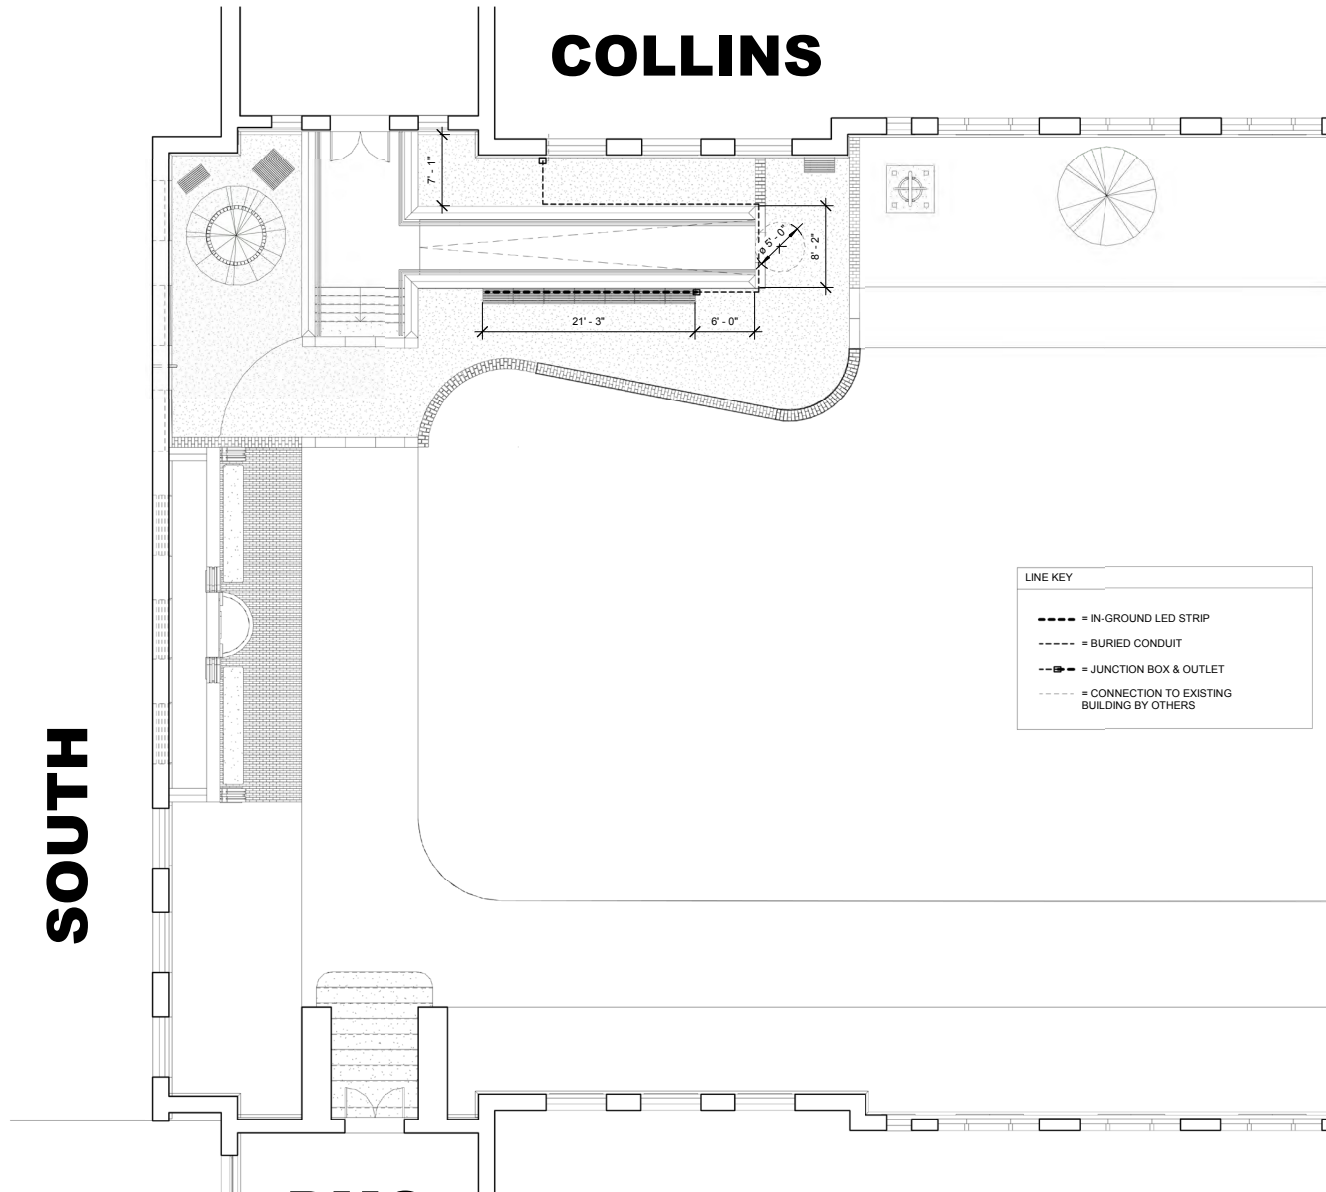 COLLINS
7' - 1"
ø 5' - 0"
8' - 2"
21' - 3"
6' - 0"
LINE KEY
= IN-GROUND LED STRIP
= BURIED CONDUIT
= JUNCTION BOX & OUTLET
= CONNECTION TO EXISTING
BUILDING BY OTHERS
SOUTH